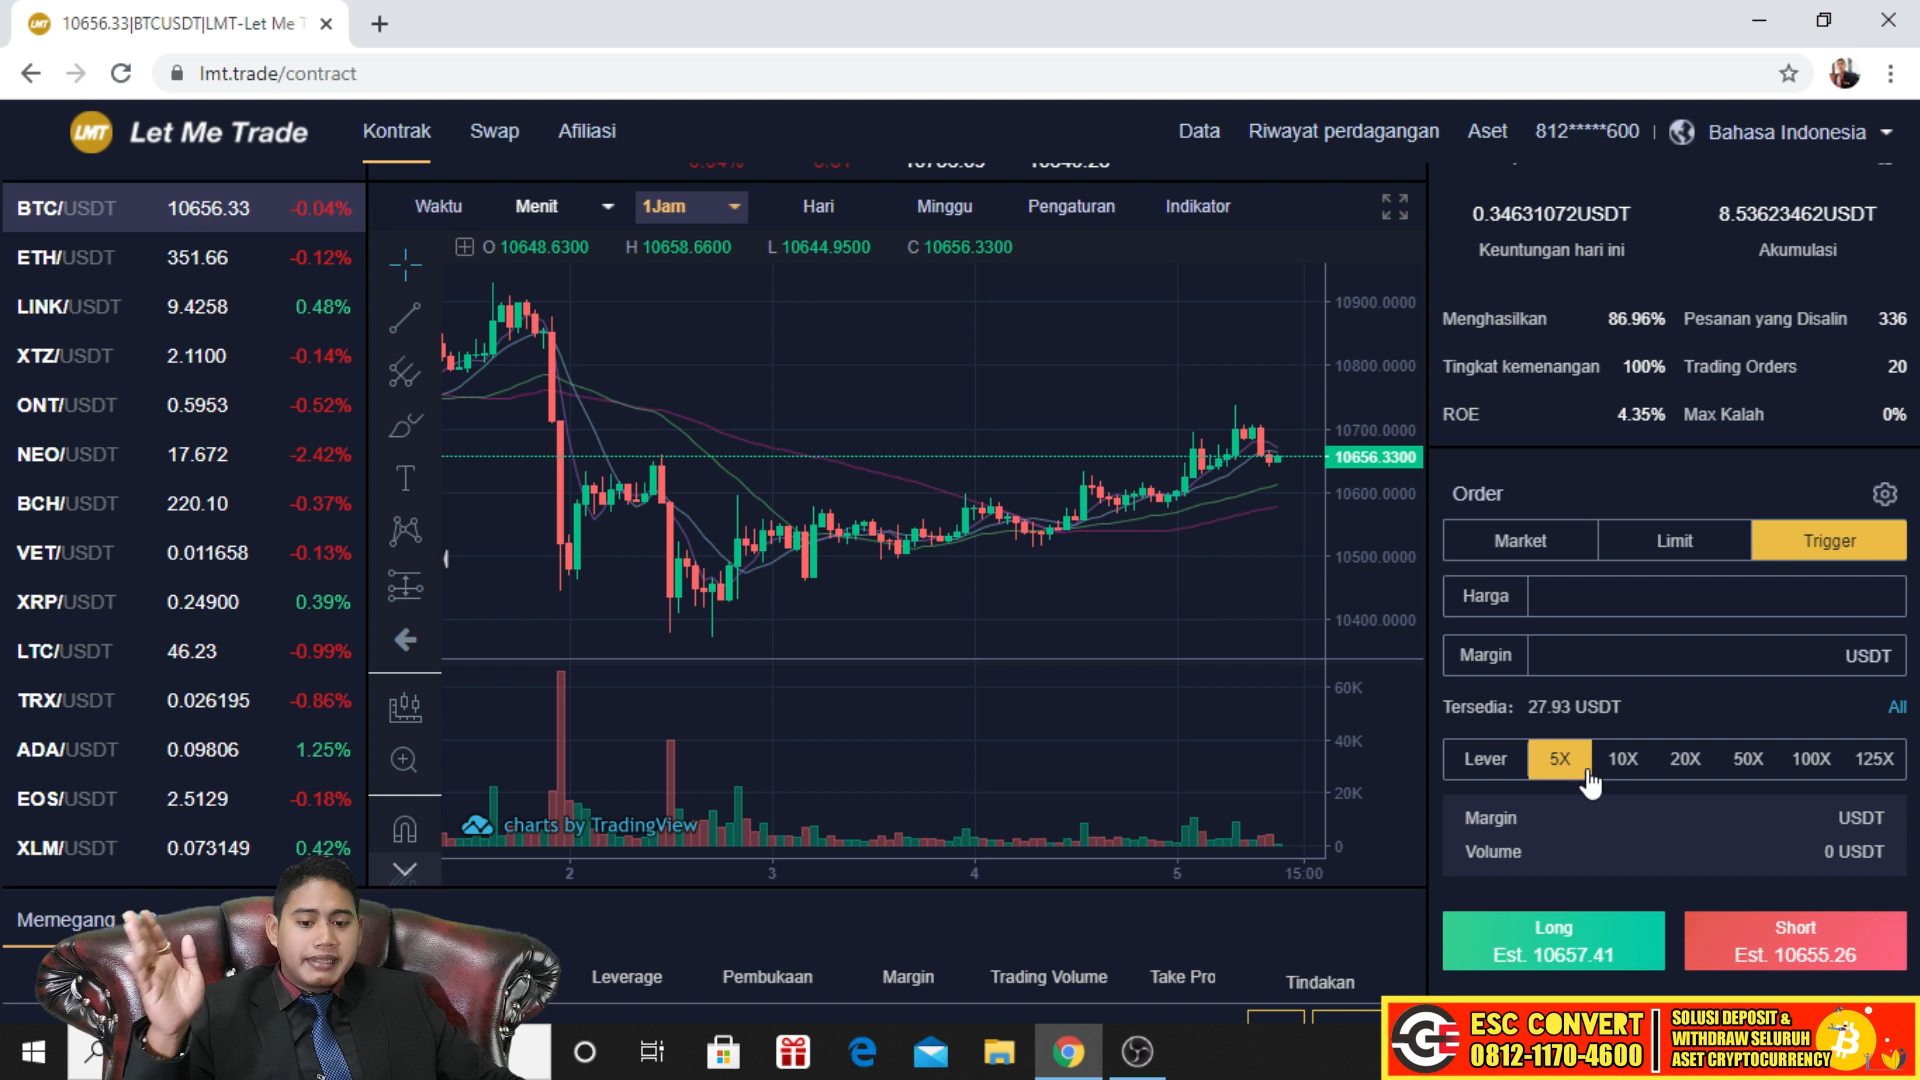 10656.33|BTCUSDT|LMT-Let Me T
lmt.trade/contract
LMT Let Me Trade
Kontrak
Swap
Afiliasi
Data
Riwayat perdagangan
Aset
812*****600
Bahasa Indonesia
BTC/USDT 10656.33 -0.04%
ETH/USDT 351.66 -0.12%
LINK/USDT 9.4258 0.48%
XTZ/USDT 2.1100 -0.14%
ONT/USDT 0.5953 -0.52%
NEO/USDT 17.672 -2.42%
BCH/USDT 220.10 -0.37%
VET/USDT 0.011658 -0.13%
XRP/USDT 0.24900 0.39%
LTC/USDT 46.23 -0.99%
TRX/USDT 0.026195 -0.86%
ADA/USDT 0.09806 1.25%
EOS/USDT 2.5129 -0.18%
XLM/USDT 0.073149 0.42%
Waktu Menit 1Jam Hari Minggu Pengaturan Indikator
O 10648.6300 H 10658.6600 L 10644.9500 C 10656.3300
10900.0000
10800.0000
10700.0000
10656.3300
10600.0000
10500.0000
10400.0000
60K
40K
20K
0
charts by TradingView
2 3 4 5 15:00
0.34631072USDT 8.53623462USDT
Keuntungan hari ini Akumulasi
Menghasilkan 86.96% Pesanan yang Disalin 336
Tingkat kemenangan 100% Trading Orders 20
ROE 4.35% Max Kalah 0%
Order
Market Limit Trigger
Harga
Margin USDT
Tersedia: 27.93 USDT All
Lever 5X 10X 20X 50X 100X 125X
Margin USDT
Volume 0 USDT
Long
Est. 10657.41
Short
Est. 10655.26
Memegang
Leverage Pembukaan Margin Trading Volume Take Pro Tindakan
ESC CONVERT
0812-1170-4600
SOLUSI DEPOSIT &
WITHDRAW SELURUH
ASET CRYPTOCURRENCY